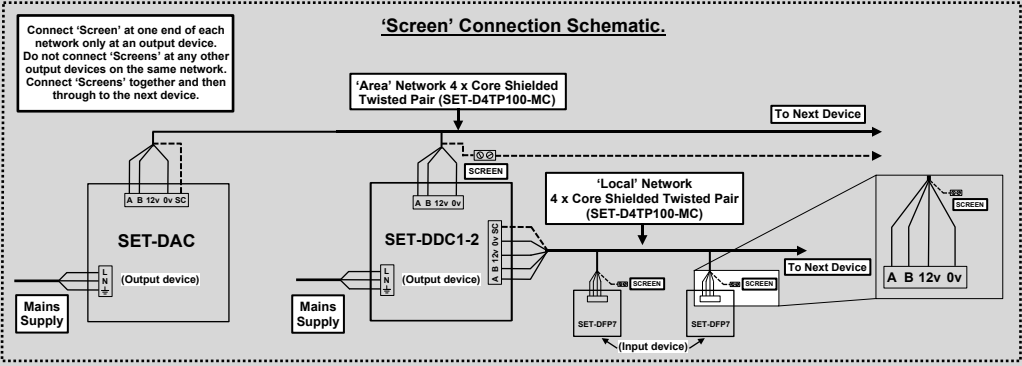 ‘Screen’ Connection Schematic.
Connect ‘Screen’ at one end of each
network only at an output device.
Do not connect ‘Screens’ at any other
output devices on the same network.
Connect ‘Screens’ together and then
through to the next device.
‘Area’ Network 4 x Core Shielded
Twisted Pair (SET-D4TP100-MC)
To Next Device
A B 12v 0v SC
SET-DAC
(Output device)
L
N
Mains
Supply
A B 12v 0v
SCREEN
SET-DDC1-2
(Output device)
A B 12v 0v SC
L
N
Mains
Supply
‘Local’ Network
4 x Core Shielded Twisted Pair
(SET-D4TP100-MC)
To Next Device
SCREEN
SET-DFP7
SCREEN
SET-DFP7
(Input device)
SCREEN
A B 12v 0v